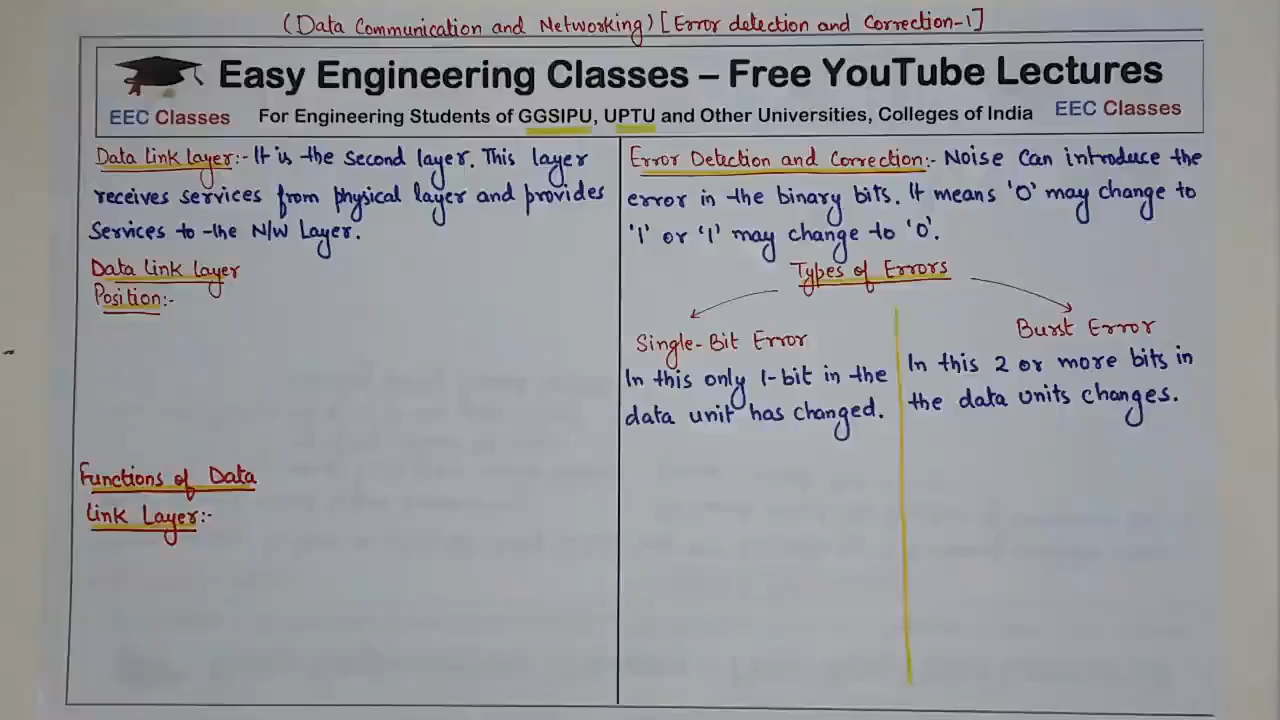 (Data Communication and Networking) [Error detection and Correction-1]
Easy Engineering Classes – Free YouTube Lectures
EEC Classes
For Engineering Students of GGSIPU, UPTU and Other Universities, Colleges of India
EEC Classes
Data link layer:- It is the second layer. This layer
receives services from physical layer and provides
Services to the N/W Layer.
Data link layer
Position:-
Functions of Data
link Layer:-
Error Detection and Correction:- Noise Can introduce the
error in the binary bits. It means '0' may change to
'1' or '1' may change to '0'.
Types of Errors
Single-Bit Error
In this only 1-bit in the
data unit has changed.
Burst Error
In this 2 or more bits in
the data units changes.